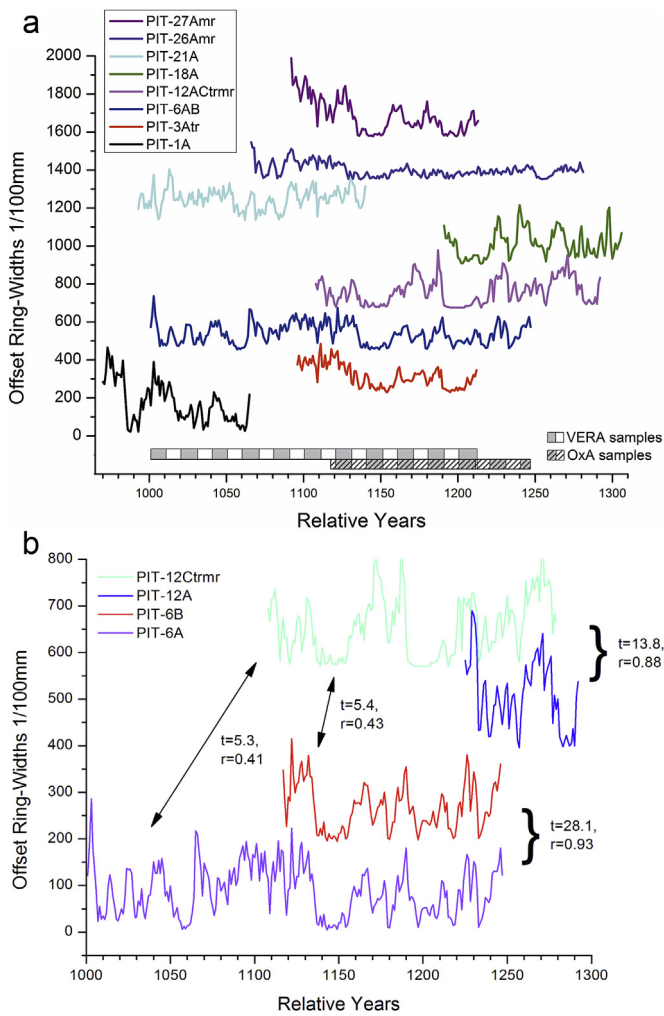 a
PIT-27Amr
PIT-26Amr
PIT-21A
PIT-18A
PIT-12ACtrmr
PIT-6AB
PIT-3Atr
PIT-1A
2000
1800
1600
1400
1200
1000
800
600
400
200
0
Offset Ring-Widths 1/100mm
VERA samples
OxA samples
1000 1050 1100 1150 1200 1250 1300
Relative Years
b
PIT-12Ctrmr
PIT-12A
PIT-6B
PIT-6A
800
700
600
500
400
300
200
100
0
Offset Ring-Widths 1/100mm
t=13.8,
r=0.88
t=5.4,
r=0.43
t=5.3,
r=0.41
t=28.1,
r=0.93
1000 1050 1100 1150 1200 1250 1300
Relative Years